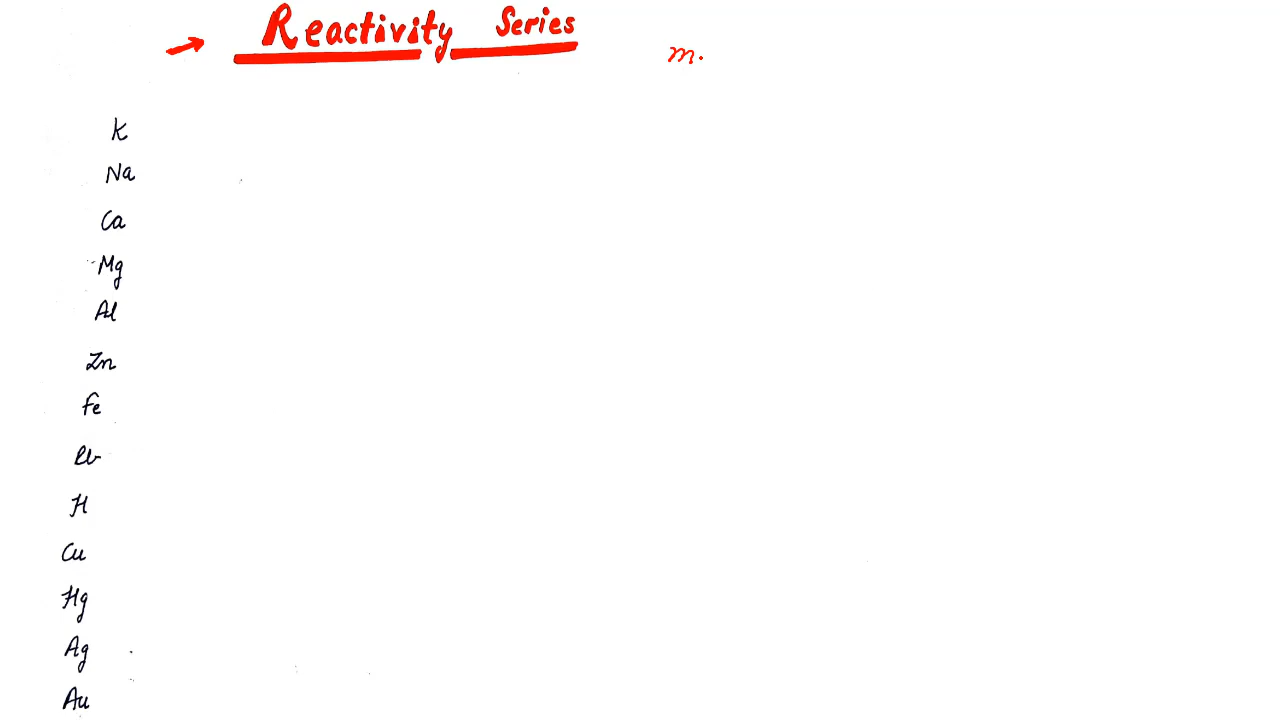 → Reactivity Series
m.
K
Na
Ca
Mg
Al
Zn
Fe
Pb
H
Cu
Hg
Ag
Au